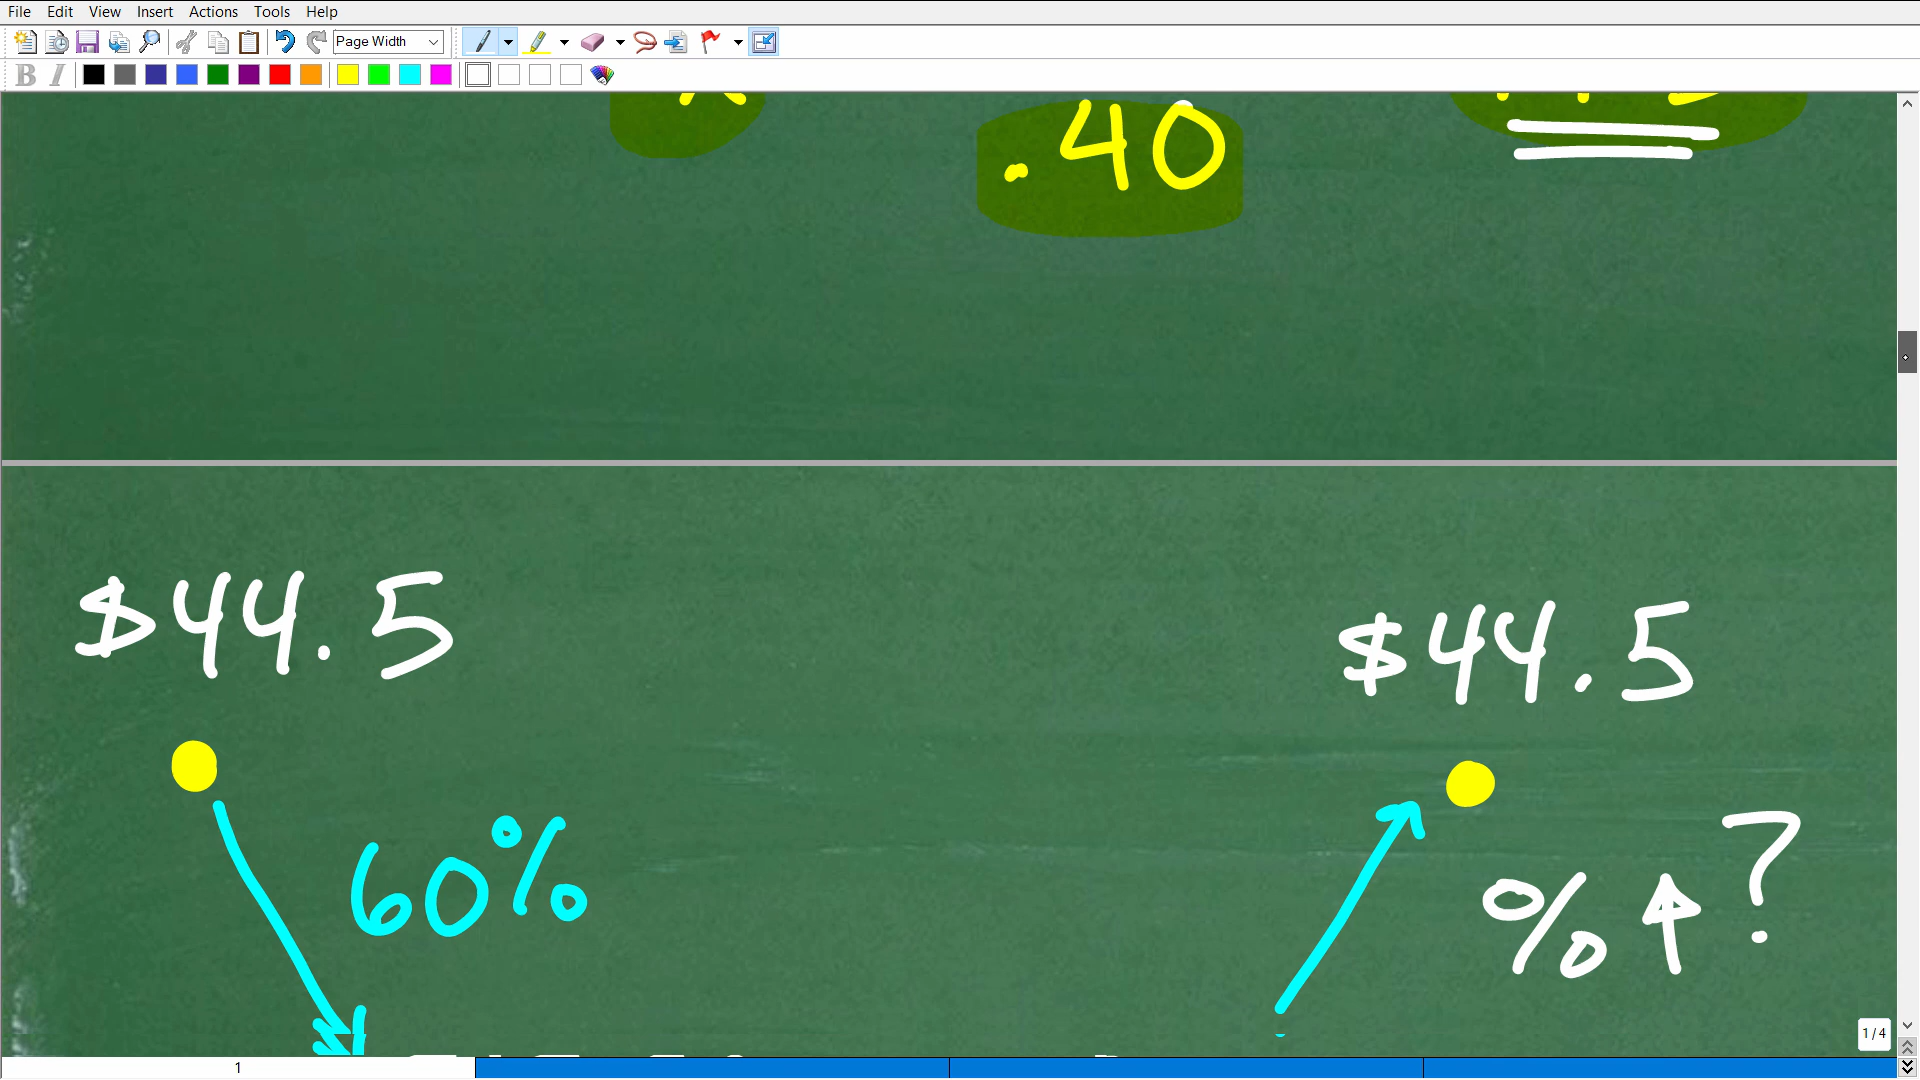 File Edit View Insert Actions Tools Help
Page Width
B I
.40
$44.5 $44.5
60% % ?
1 / 4
1